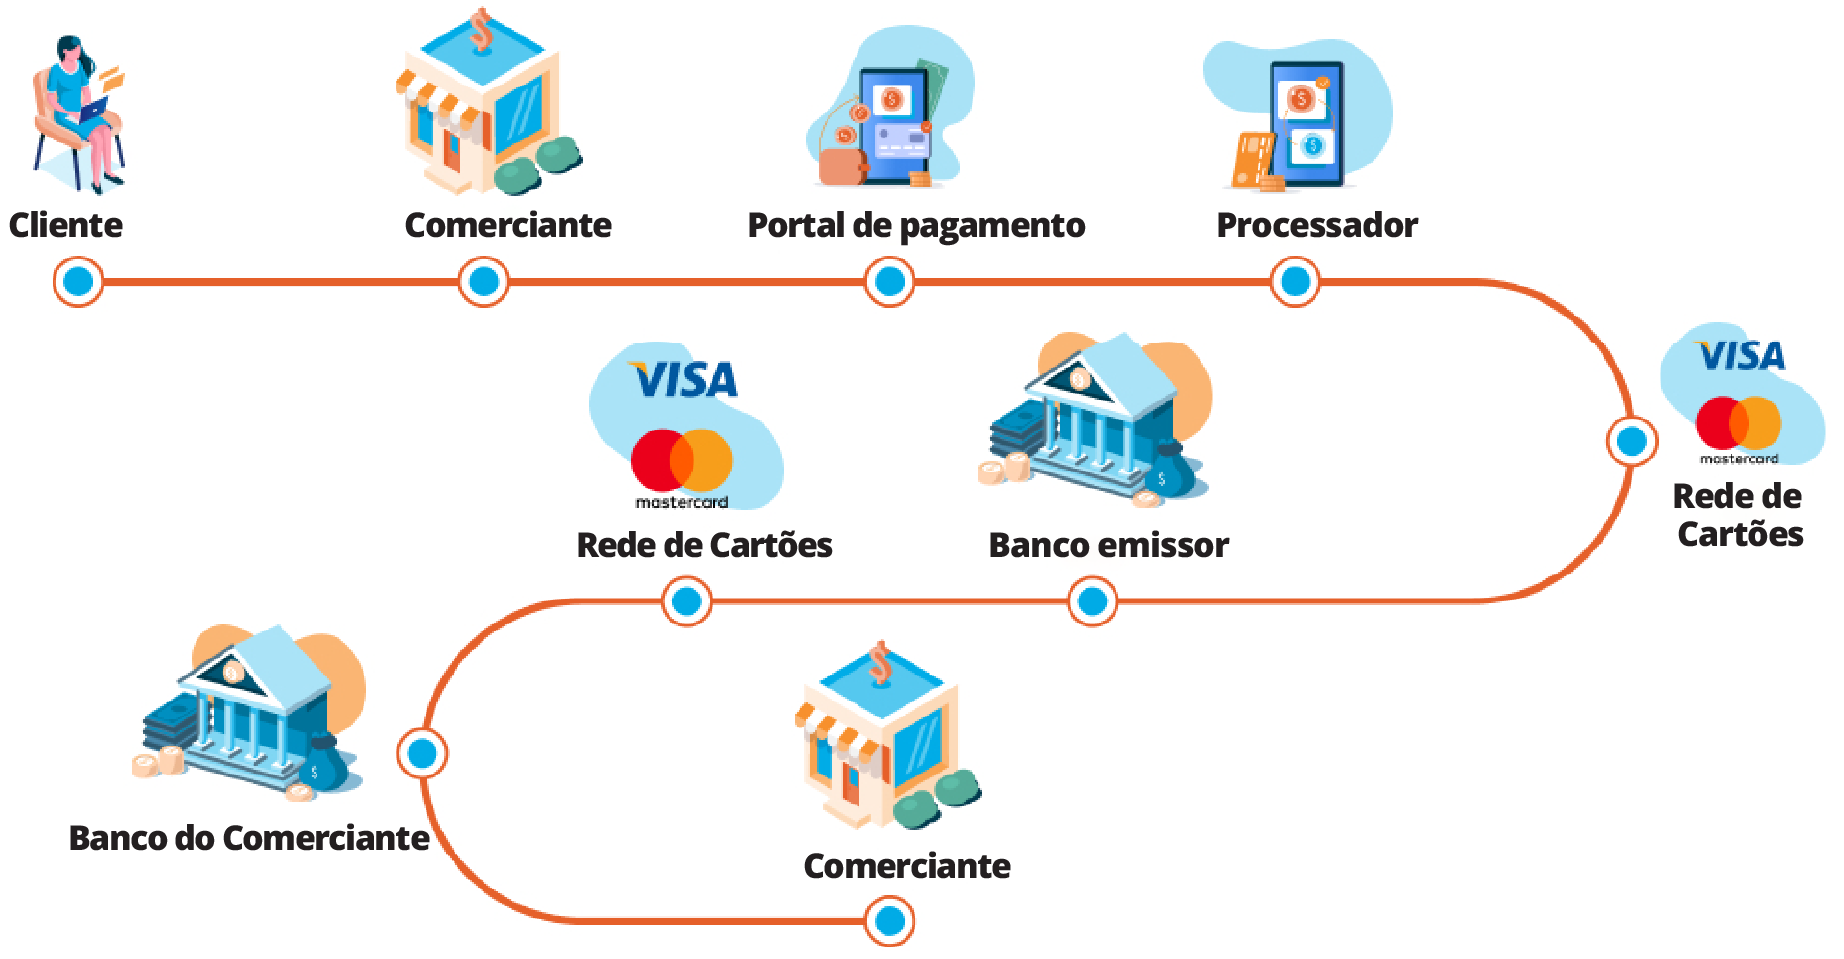 Cliente
Comerciante
Portal de pagamento
Processador
VISA
mastercard
Rede de
Cartões
VISA
mastercard
Banco emissor
Rede de Cartões
Banco do Comerciante
Comerciante